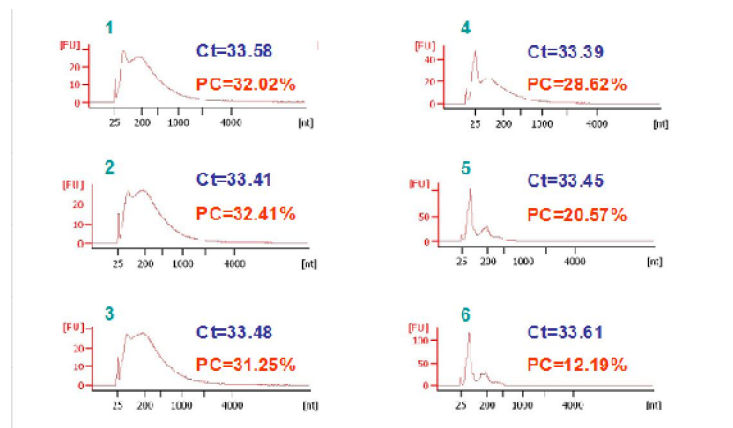 1
[FU]
Ct=33.58
20
PC=32.02%
10
0
25 200 1000 4000 [nt]
2
[FU]
Ct=33.41
20
PC=32.41%
10
0
25 200 1000 4000 [nt]
3
[FU]
Ct=33.48
20
PC=31.25%
10
0
25 200 1000 4000 [nt]
4
[FU]
Ct=33.39
40
PC=28.62%
20
0
25 200 1000 4000 [nt]
5
[FU]
Ct=33.45
PC=20.57%
50
0
25 200 1000 4000 [nt]
6
[FU]
Ct=33.61
100
PC=12.19%
50
0
25 200 1000 4000 [nt]